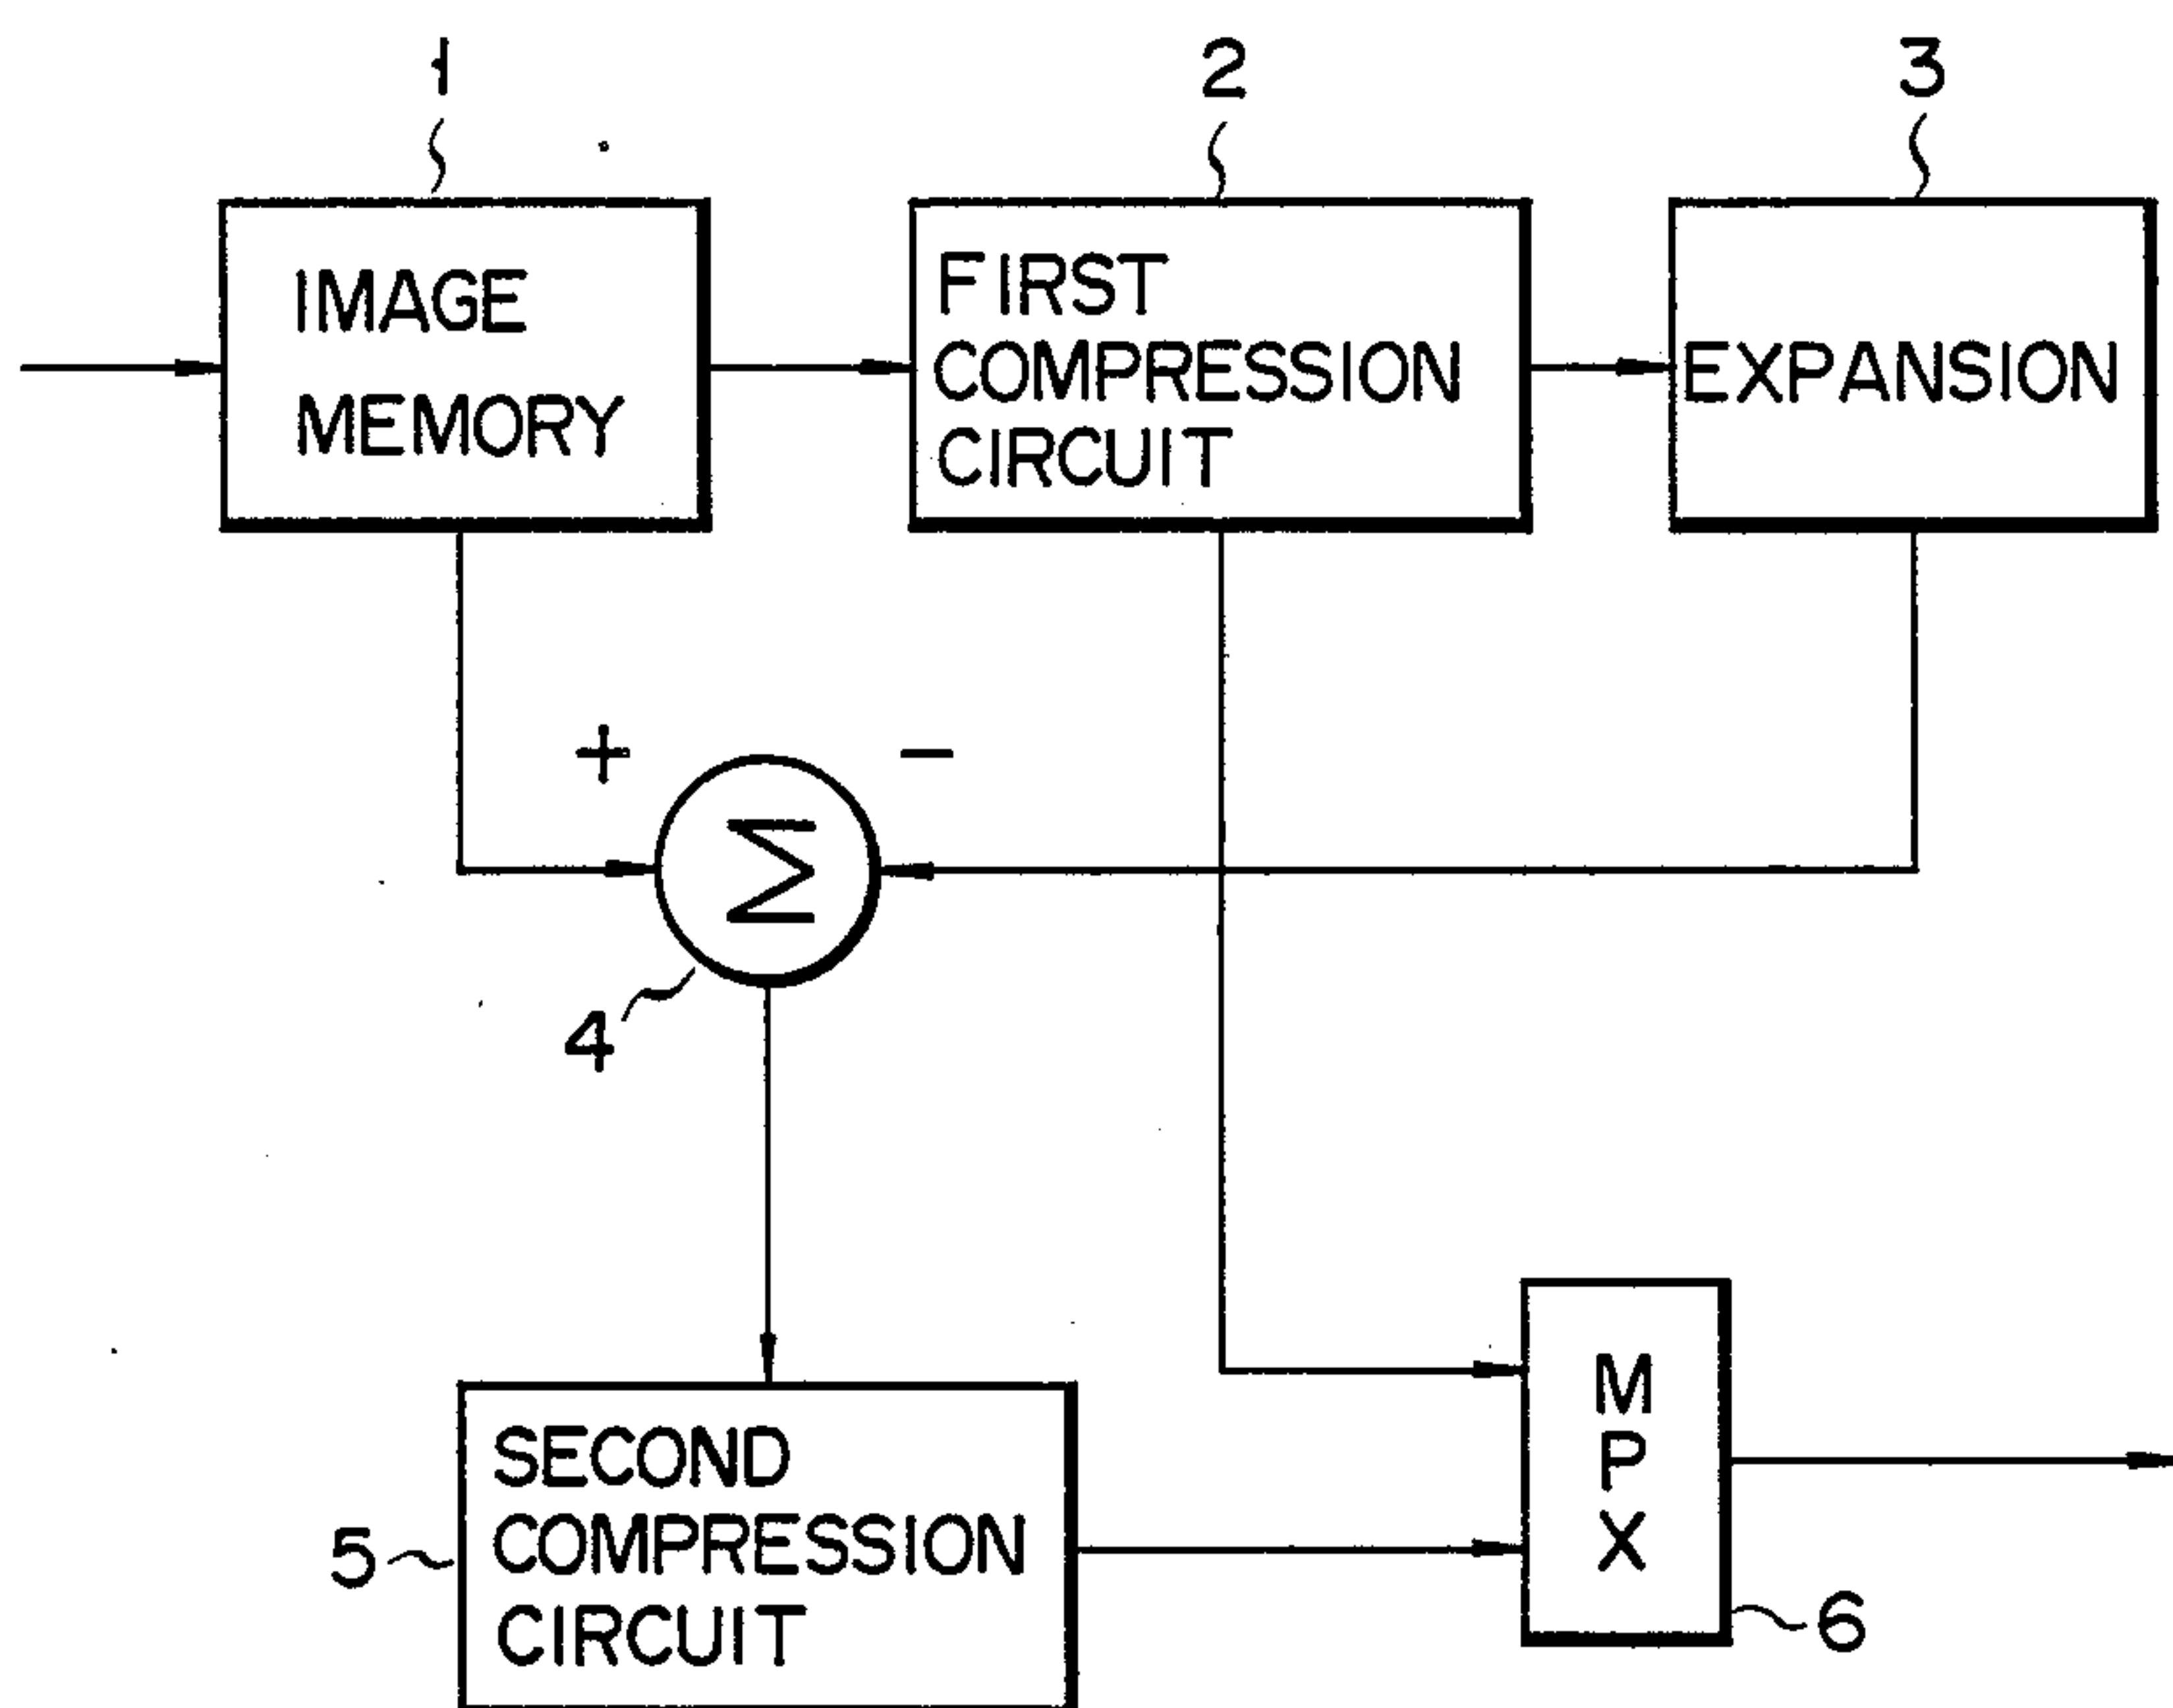 1
2
3
IMAGE
MEMORY
FIRST
COMPRESSION
CIRCUIT
EXPANSION
+
−
Σ
4
SECOND
COMPRESSION
CIRCUIT
5
M
P
X
6